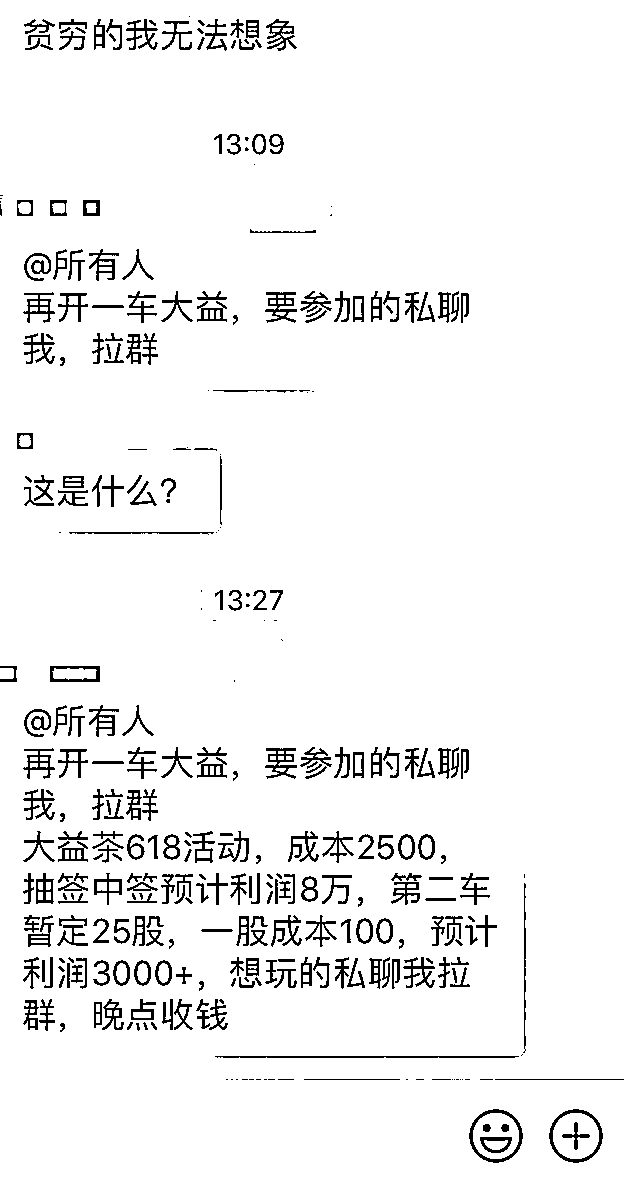 贫穷的我无法想象
13:09
@所有人
再开一车大益，要参加的私聊
我，拉群
这是什么？
13:27
@所有人
再开一车大益，要参加的私聊
我，拉群
大益茶618活动，成本2500，
抽签中签预计利润8万，第二车
暂定25股，一股成本100，预计
利润3000+，想玩的私聊我拉
群，晚点收钱